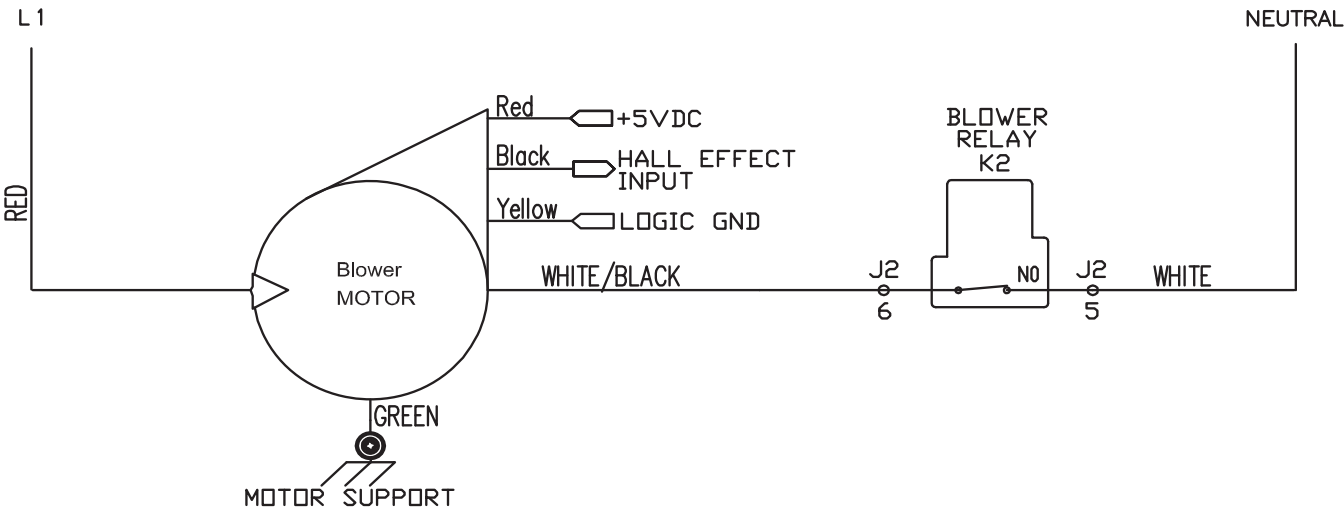 L1
NEUTRAL
RED
Red
+5VDC
Black
HALL EFFECT
INPUT
Yellow
LOGIC GND
BLOWER
RELAY
K2
Blower
MOTOR
WHITE/BLACK
J2
6
NO
J2
5
WHITE
GREEN
MOTOR SUPPORT